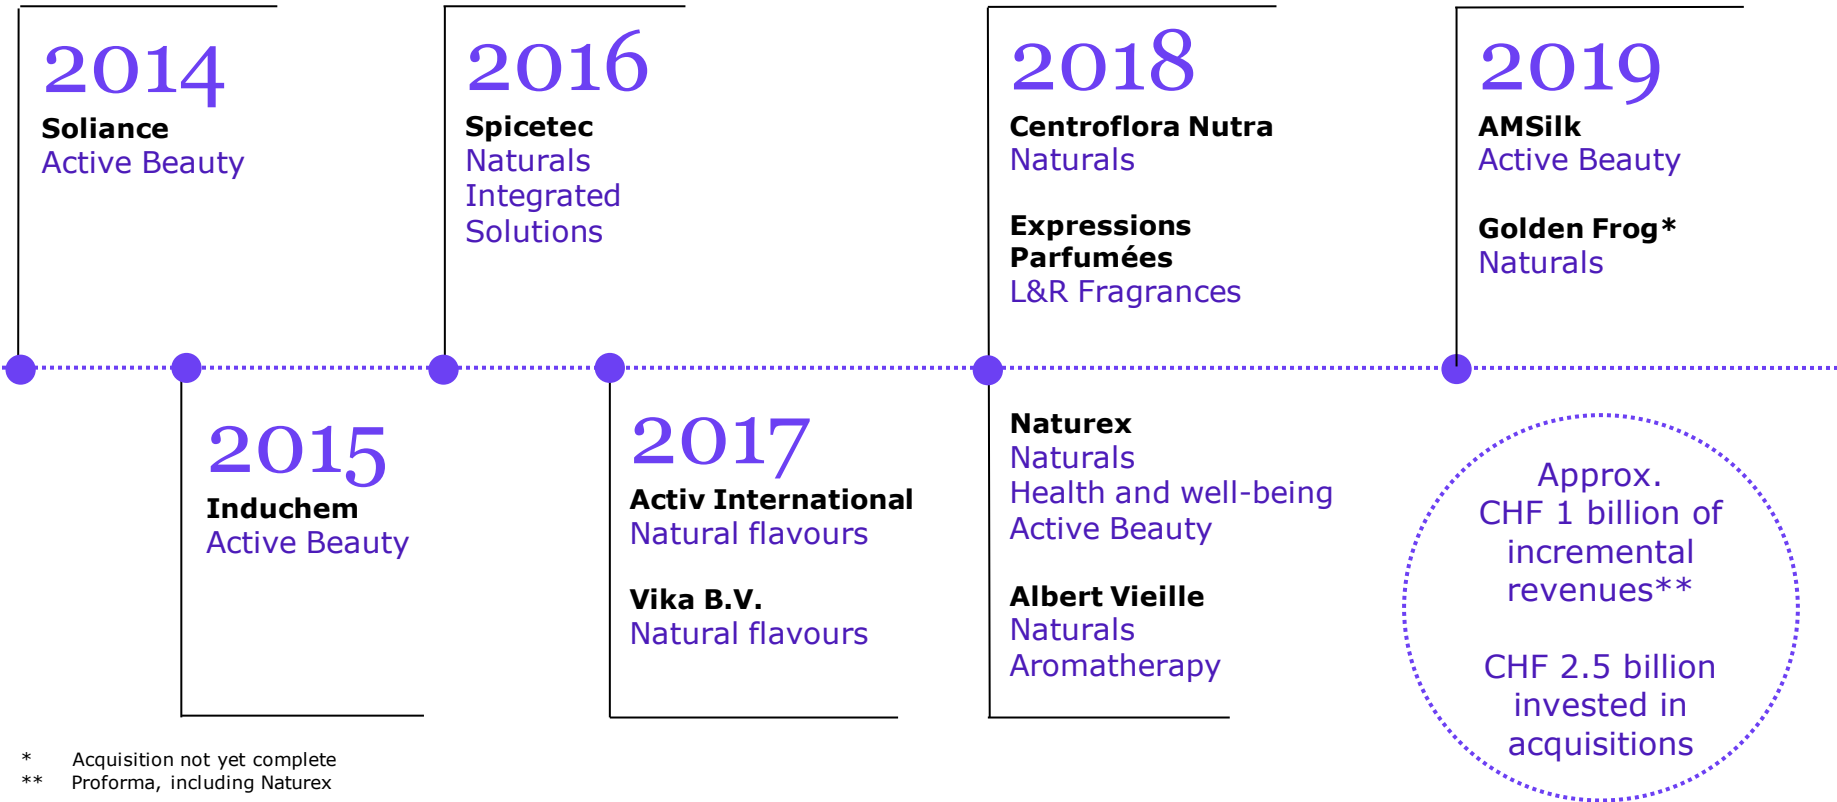 2014
Soliance
Active Beauty
2015
Induchem
Active Beauty
2016
Spicetec
Naturals
Integrated
Solutions
2017
Activ International
Natural flavours
Vika B.V.
Natural flavours
2018
Centroflora Nutra
Naturals
Expressions
Parfumées
L&R Fragrances
Naturex
Naturals
Health and well-being
Active Beauty
Albert Vieille
Naturals
Aromatherapy
2019
AMSilk
Active Beauty
Golden Frog*
Naturals
Approx.
CHF 1 billion of
incremental
revenues**
CHF 2.5 billion
invested in
acquisitions
* Acquisition not yet complete
** Proforma, including Naturex